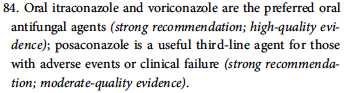 84. Oral itraconazole and voriconazole are the preferred oral
antifungal agents (strong recommendation; high-quality evi-
dence); posaconazole is a useful third-line agent for those
with adverse events or clinical failure (strong recommenda-
tion; moderate-quality evidence).